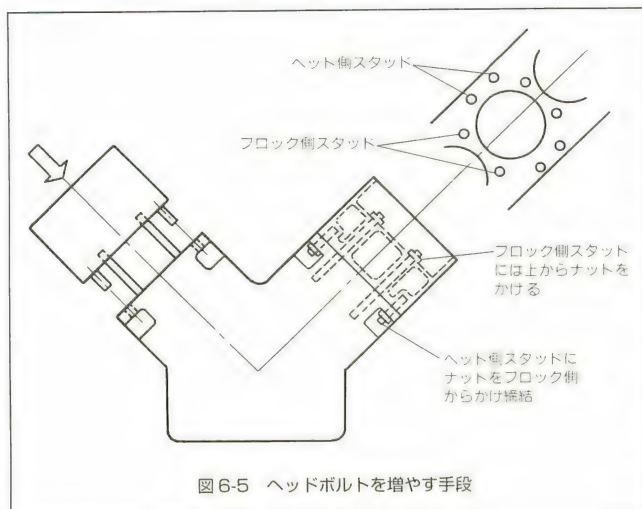 ヘッド側スタッド
ブロック側スタッド
ブロック側スタッド
には上からナットを
かける
ヘッド側スタッドに
ナットをブロック側
からかけ締結
図6-5 ヘッドボルトを増やす手段